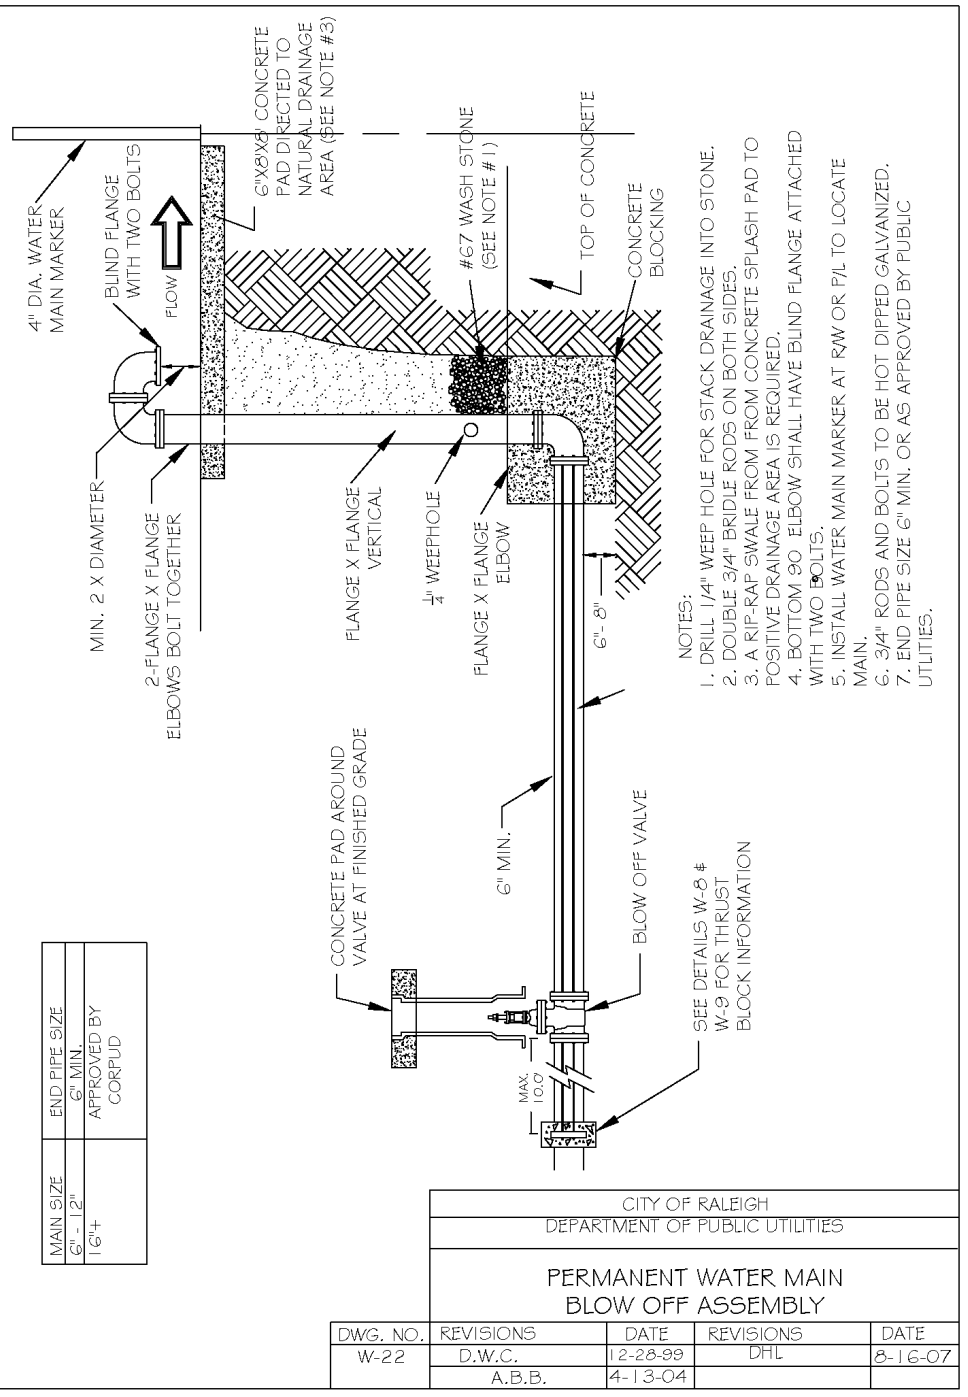 4" DIA. WATER
MAIN MARKER
BLIND FLANGE
WITH TWO BOLTS
FLOW
6"X8'X8' CONCRETE
PAD DIRECTED TO
NATURAL DRAINAGE
AREA (SEE NOTE #3)
#67 WASH STONE
(SEE NOTE #1)
TOP OF CONCRETE
CONCRETE
BLOCKING
MIN. 2 X DIAMETER
2-FLANGE X FLANGE
ELBOWS BOLT TOGETHER
FLANGE X FLANGE
VERTICAL
1/4" WEEPHOLE
FLANGE X FLANGE
ELBOW
6"- 8"
CONCRETE PAD AROUND
VALVE AT FINISHED GRADE
6" MIN.
BLOW OFF VALVE
SEE DETAILS W-8 &
W-9 FOR THRUST
BLOCK INFORMATION
MAX.
10.0'
NOTES:
1. DRILL 1/4" WEEP HOLE FOR STACK DRAINAGE INTO STONE.
2. DOUBLE 3/4" BRIDLE RODS ON BOTH SIDES.
3. A RIP-RAP SWALE FROM FROM CONCRETE SPLASH PAD TO
POSITIVE DRAINAGE AREA IS REQUIRED.
4. BOTTOM 90 ELBOW SHALL HAVE BLIND FLANGE ATTACHED
WITH TWO BOLTS.
5. INSTALL WATER MAIN MARKER AT R/W OR P/L TO LOCATE
MAIN.
6. 3/4" RODS AND BOLTS TO BE HOT DIPPED GALVANIZED.
7. END PIPE SIZE 6" MIN. OR AS APPROVED BY PUBLIC
UTLITIES.
MAIN SIZE END PIPE SIZE
6" - 12" 6" MIN.
16"+ APPROVED BY
CORPUD
CITY OF RALEIGH
DEPARTMENT OF PUBLIC UTILITIES
PERMANENT WATER MAIN
BLOW OFF ASSEMBLY
DWG. NO. REVISIONS DATE REVISIONS DATE
W-22 D.W.C. 12-28-99 DHL 8-16-07
A.B.B. 4-13-04